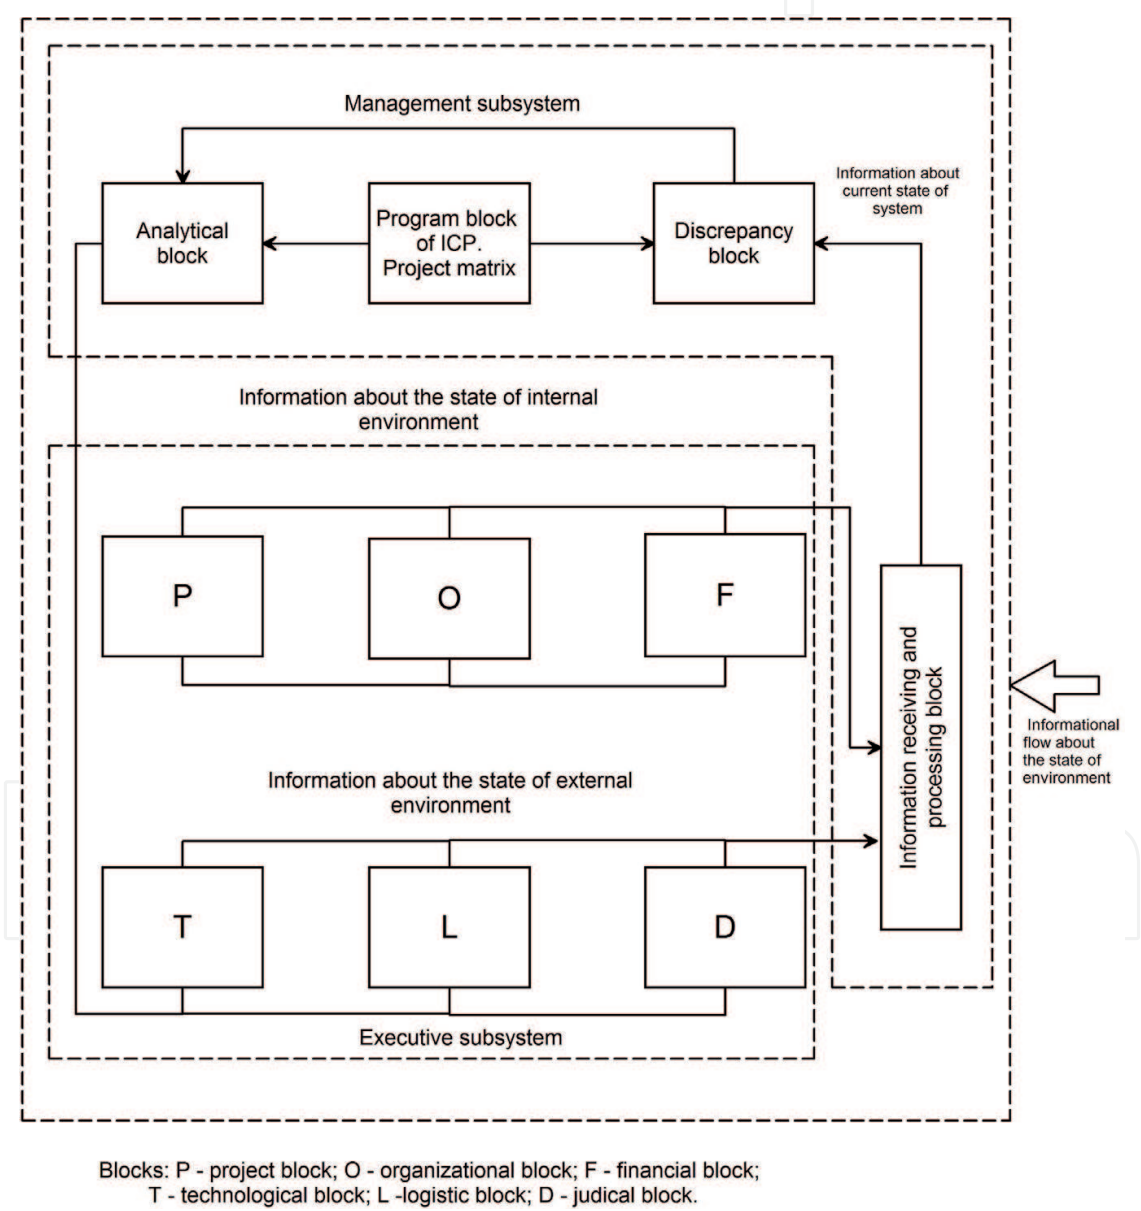 Management subsystem
Information about
current state of
system
Analytical
block
Program block
of ICP.
Project matrix
Discrepancy
block
Information about the state of internal
environment
P
O
F
Information receiving and
processing block
Informational
flow about
the state of
environment
Information about the state of external
environment
T
L
D
Executive subsystem
Blocks: P - project block; O - organizational block; F - financial block;
T - technological block; L -logistic block; D - judical block.